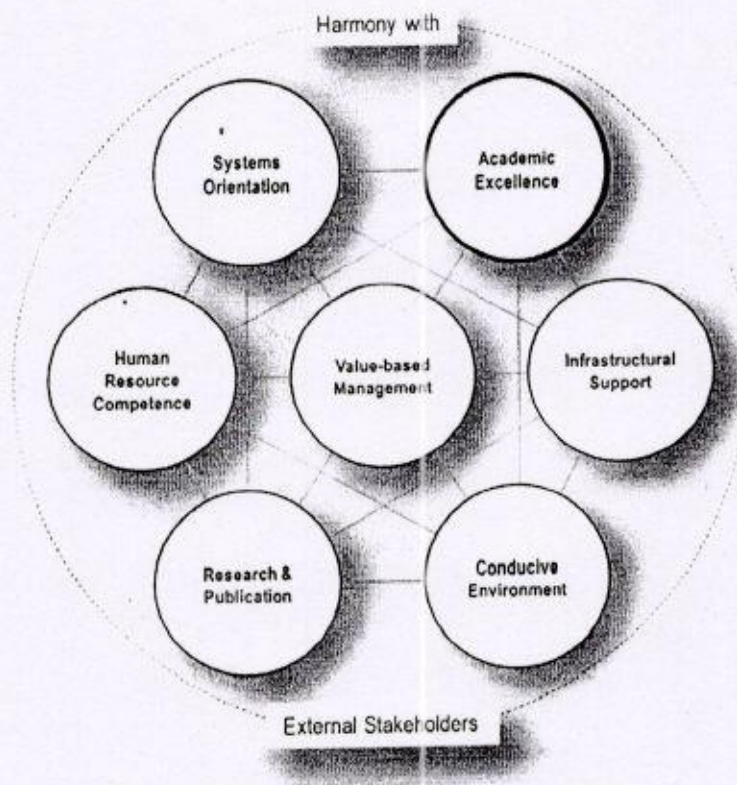 Harmony with
Systems
Orientation
Academic
Excellence
Human
Resource
Competence
Value-based
Management
Infrastructural
Support
Research &
Publication
Conducive
Environment
External Stakeholders